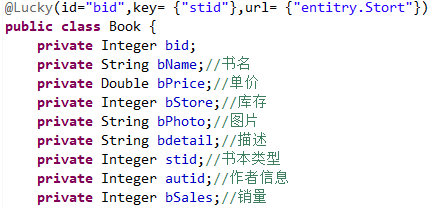 @Lucky(id="bid",key= {"stid"},url= {"entitry.Stort"})
public class Book {
    private Integer bid;
    private String bName;//书名
    private Double bPrice;//单价
    private Integer bStore;//库存
    private String bPhoto;//图片
    private String bdetail;//描述
    private Integer stid;//书本类型
    private Integer autid;//作者信息
    private Integer bSales;//销量